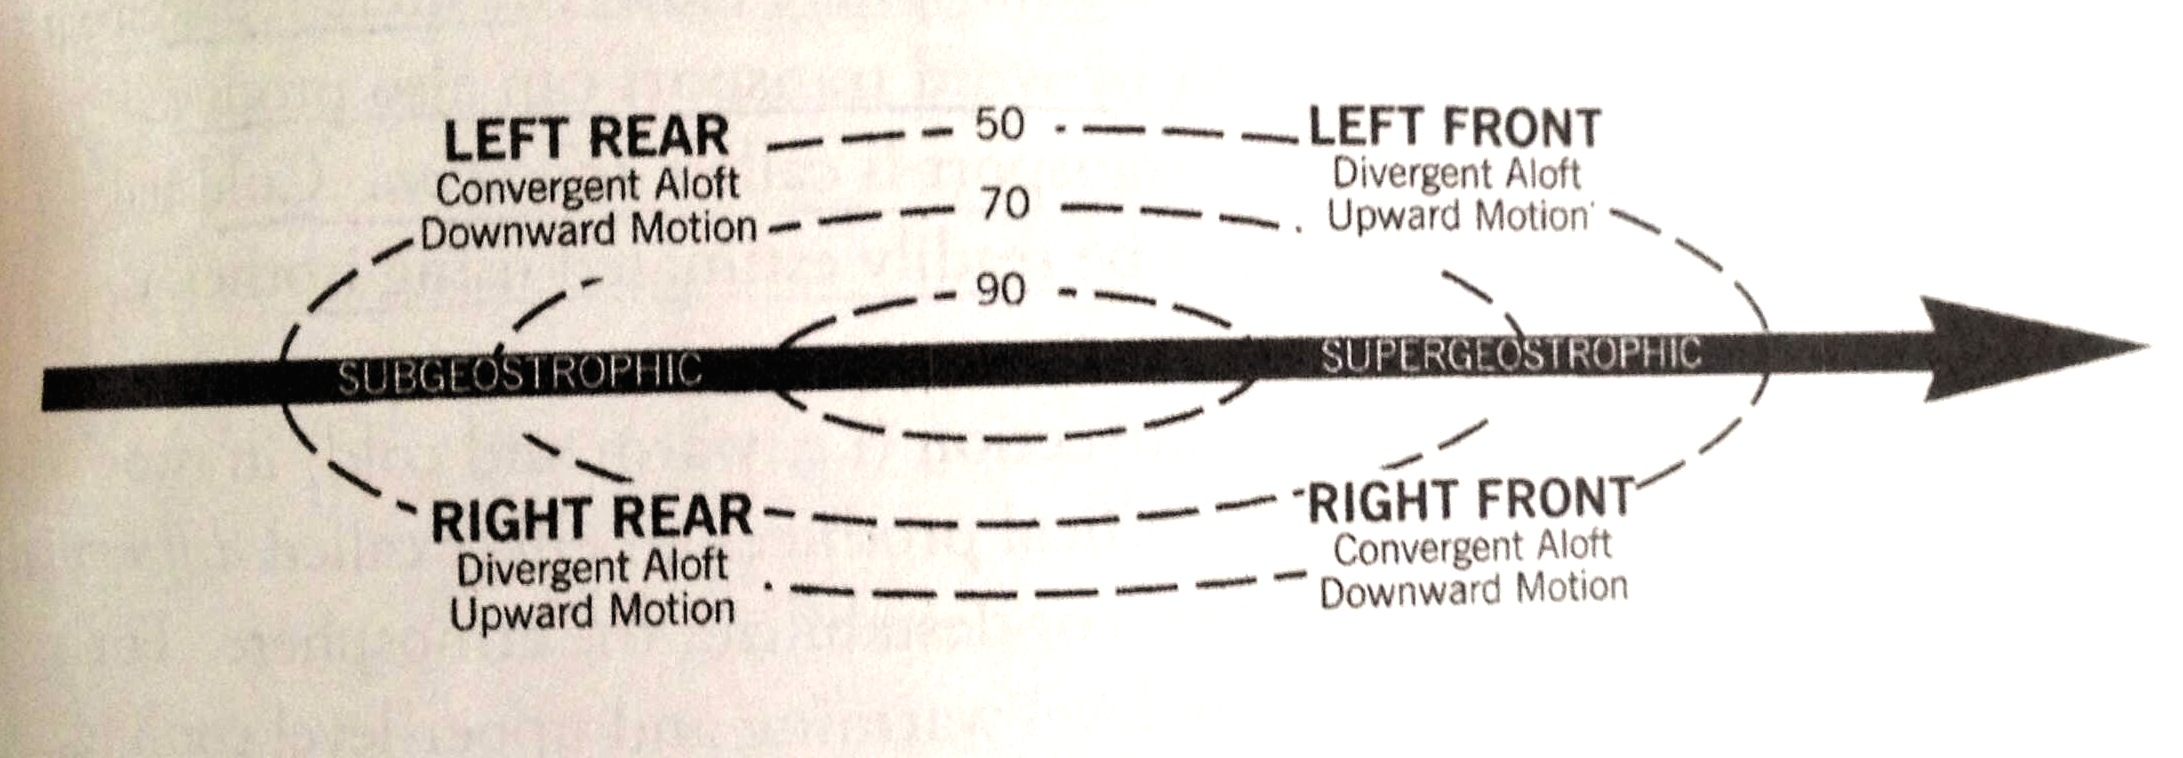 LEFT REAR
Convergent Aloft
Downward Motion
50
70
90
LEFT FRONT
Divergent Aloft
Upward Motion
SUBGEOSTROPHIC
SUPERGEOSTROPHIC
RIGHT REAR
Divergent Aloft
Upward Motion
RIGHT FRONT
Convergent Aloft
Downward Motion